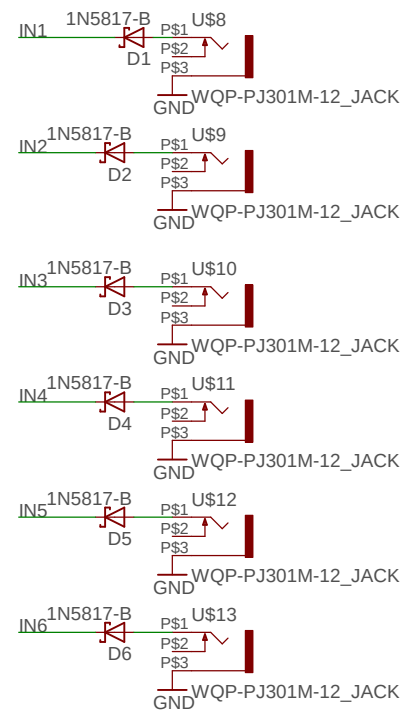 1N5817-B
U$8
IN1
P$1
P$2
D1
P$3
WQP-PJ301M-12_JACK
GND
1N5817-B
U$9
IN2
P$1
P$2
D2
P$3
WQP-PJ301M-12_JACK
GND
1N5817-B
U$10
IN3
P$1
P$2
D3
P$3
WQP-PJ301M-12_JACK
GND
1N5817-B
U$11
IN4
P$1
P$2
D4
P$3
WQP-PJ301M-12_JACK
GND
1N5817-B
U$12
IN5
P$1
P$2
D5
P$3
WQP-PJ301M-12_JACK
GND
1N5817-B
U$13
IN6
P$1
P$2
D6
P$3
WQP-PJ301M-12_JACK
GND